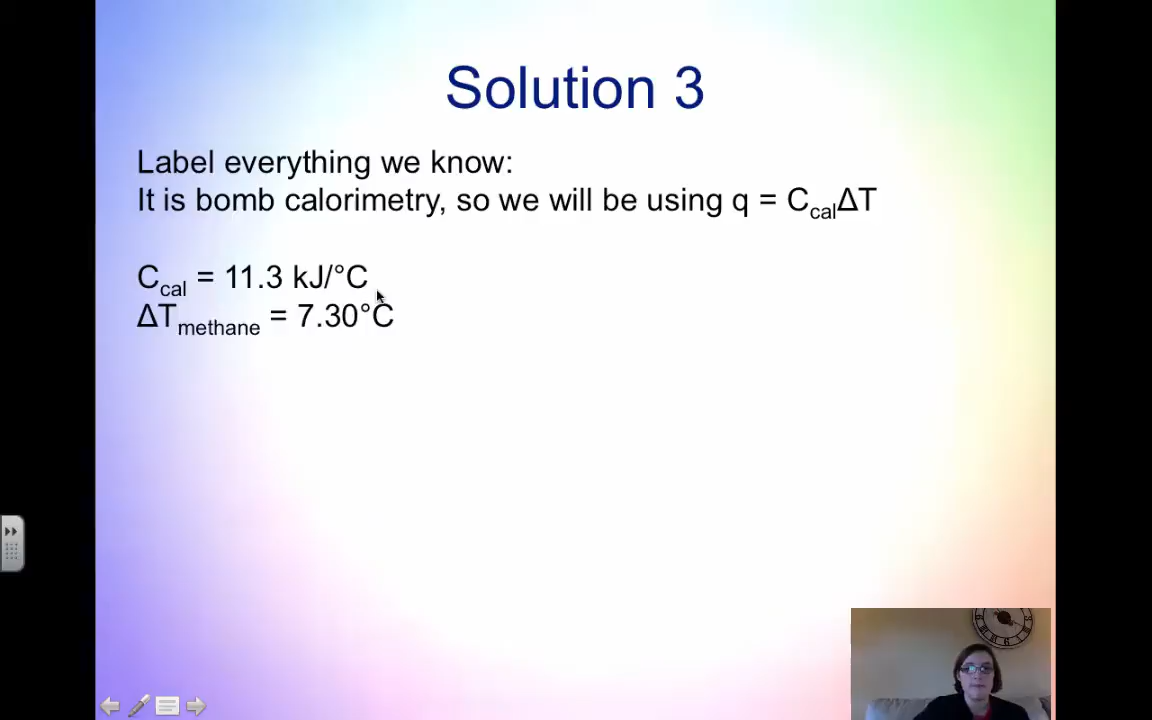 Solution 3
Label everything we know:
It is bomb calorimetry, so we will be using q = CcalΔT
Ccal = 11.3 kJ/°C
ΔTmethane = 7.30°C